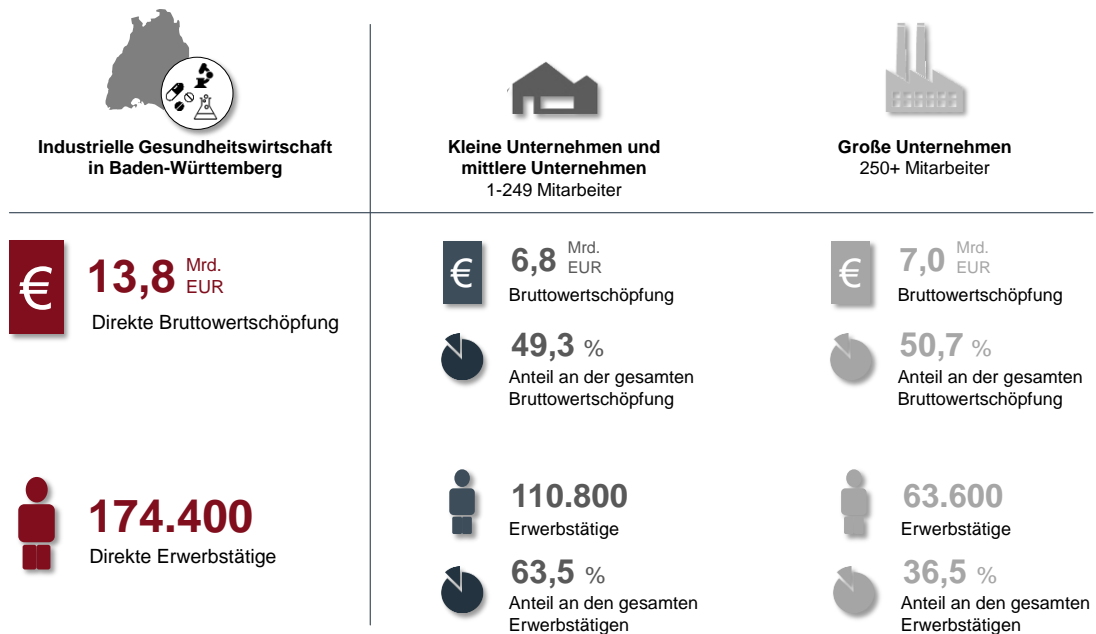 Industrielle Gesundheitswirtschaft
in Baden-Württemberg
Kleine Unternehmen und
mittlere Unternehmen
1-249 Mitarbeiter
Große Unternehmen
250+ Mitarbeiter
€
13,8 Mrd.
EUR
Direkte Bruttowertschöpfung
€
6,8 Mrd.
EUR
Bruttowertschöpfung
€
7,0 Mrd.
EUR
Bruttowertschöpfung
49,3 %
Anteil an der gesamten
Bruttowertschöpfung
50,7 %
Anteil an der gesamten
Bruttowertschöpfung
174.400
Direkte Erwerbstätige
110.800
Erwerbstätige
63.600
Erwerbstätige
63,5 %
Anteil an den gesamten
Erwerbstätigen
36,5 %
Anteil an den gesamten
Erwerbstätigen